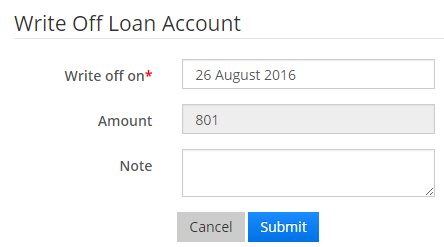 Write Off Loan Account
Write off on* 26 August 2016
Amount 801
Note
Cancel Submit